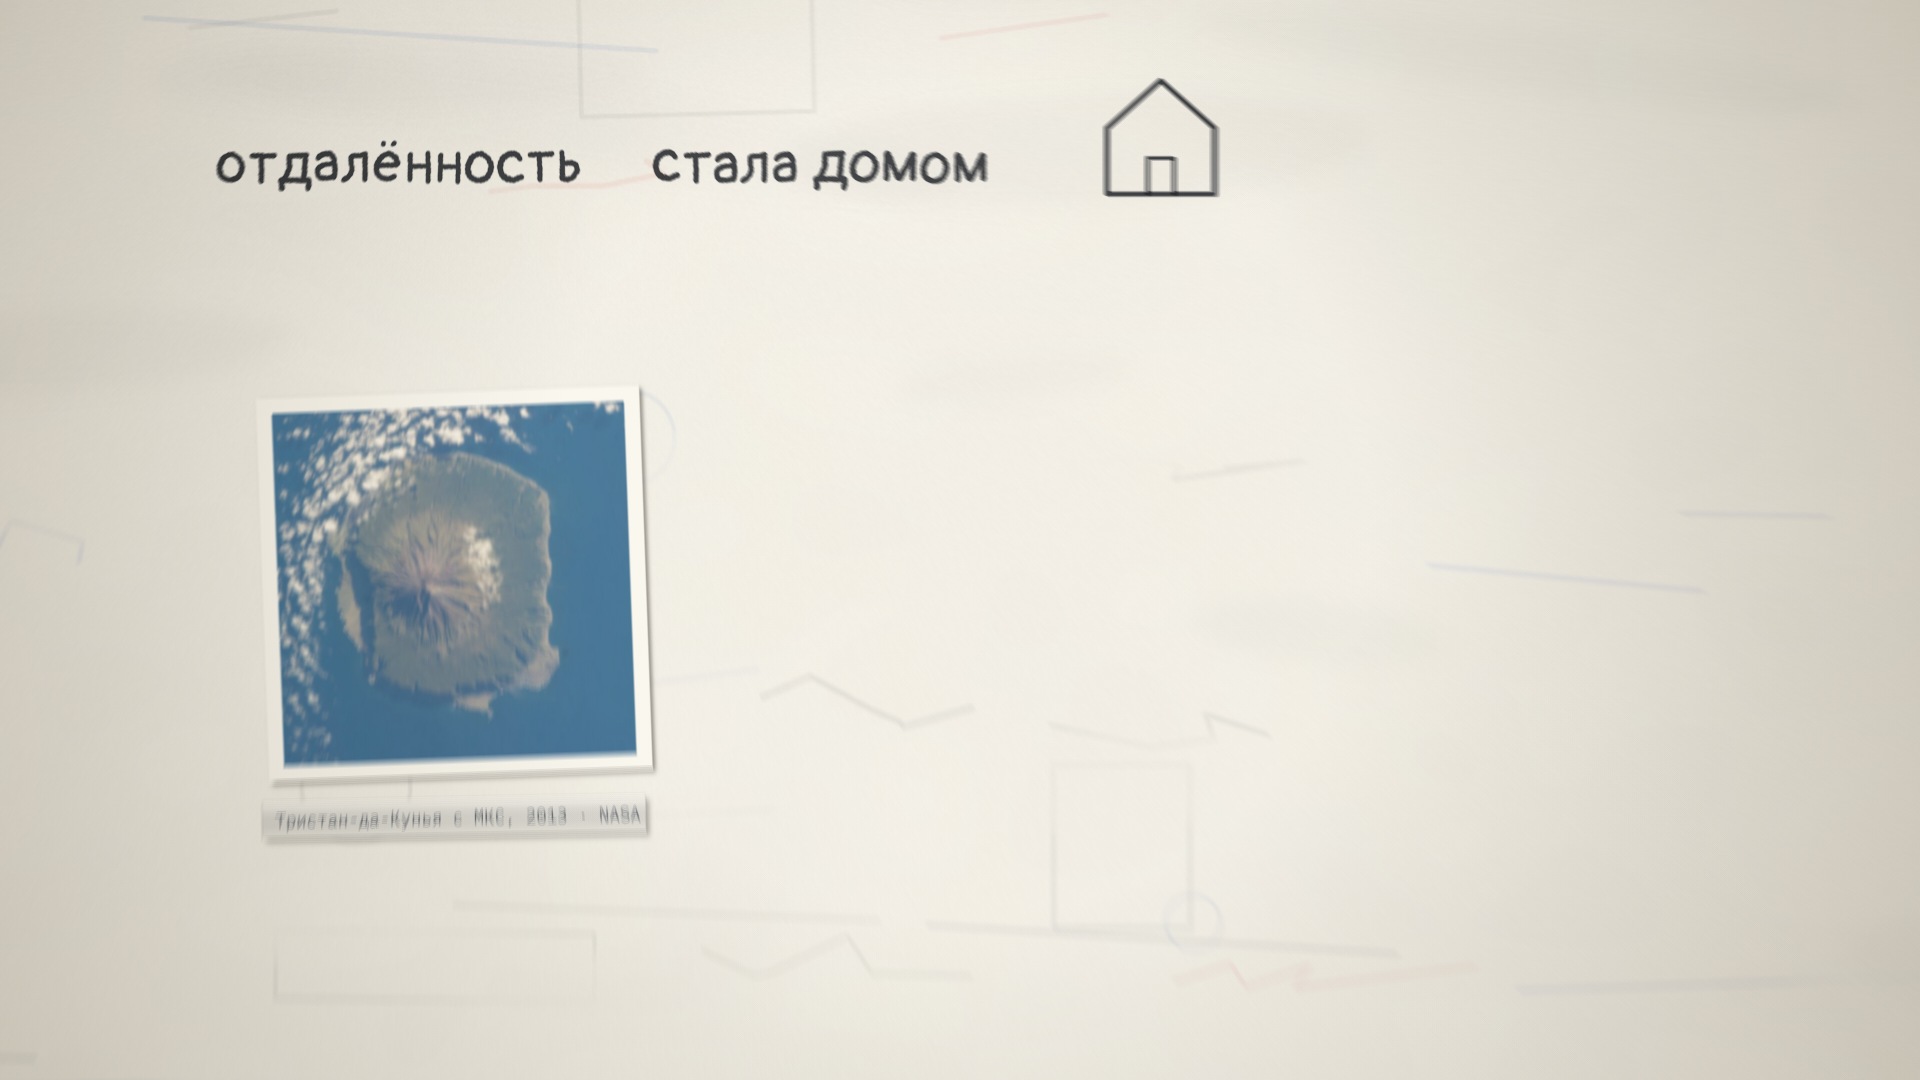 отдалённость стала домом
Тристан-да-Кунья с МКС, 2013 · NASA